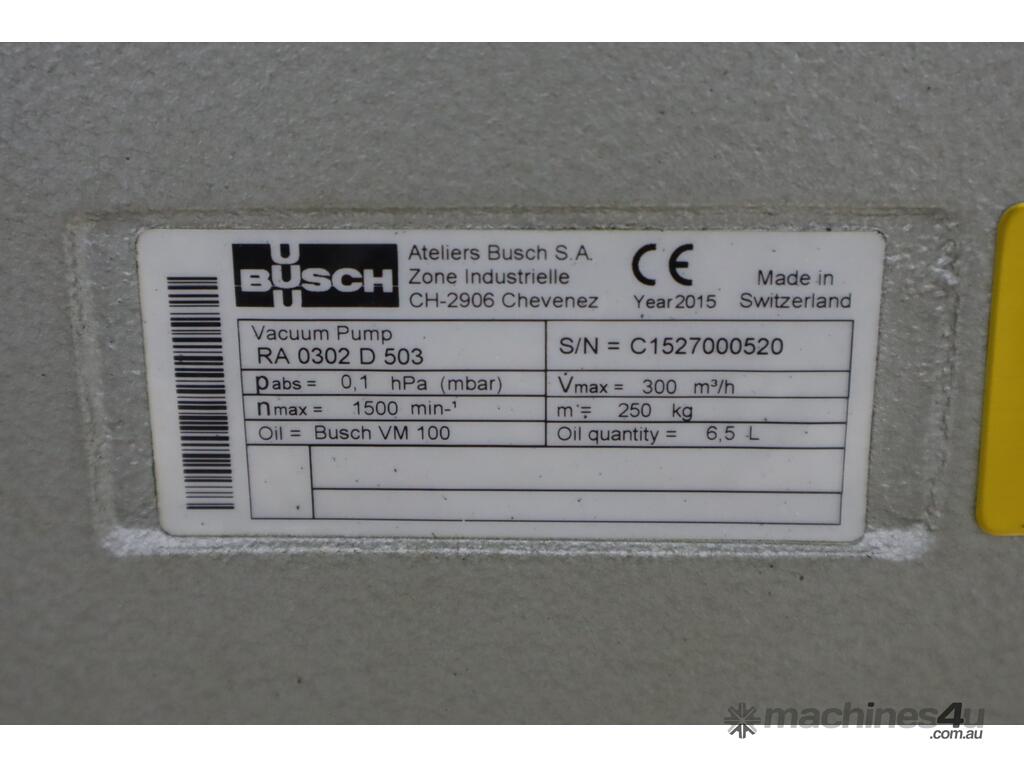 BUSCH
Ateliers Busch S.A.
Zone Industrielle
CH-2906 Chevenez
CE
Year 2015
Made in
Switzerland
Vacuum Pump
RA 0302 D 503
S/N = C1527000520
pabs = 0,1 hPa (mbar)
V̇max = 300 m³/h
nmax = 1500 min-¹
m = 250 kg
Oil = Busch VM 100
Oil quantity = 6,5 L
machines4u
.com.au